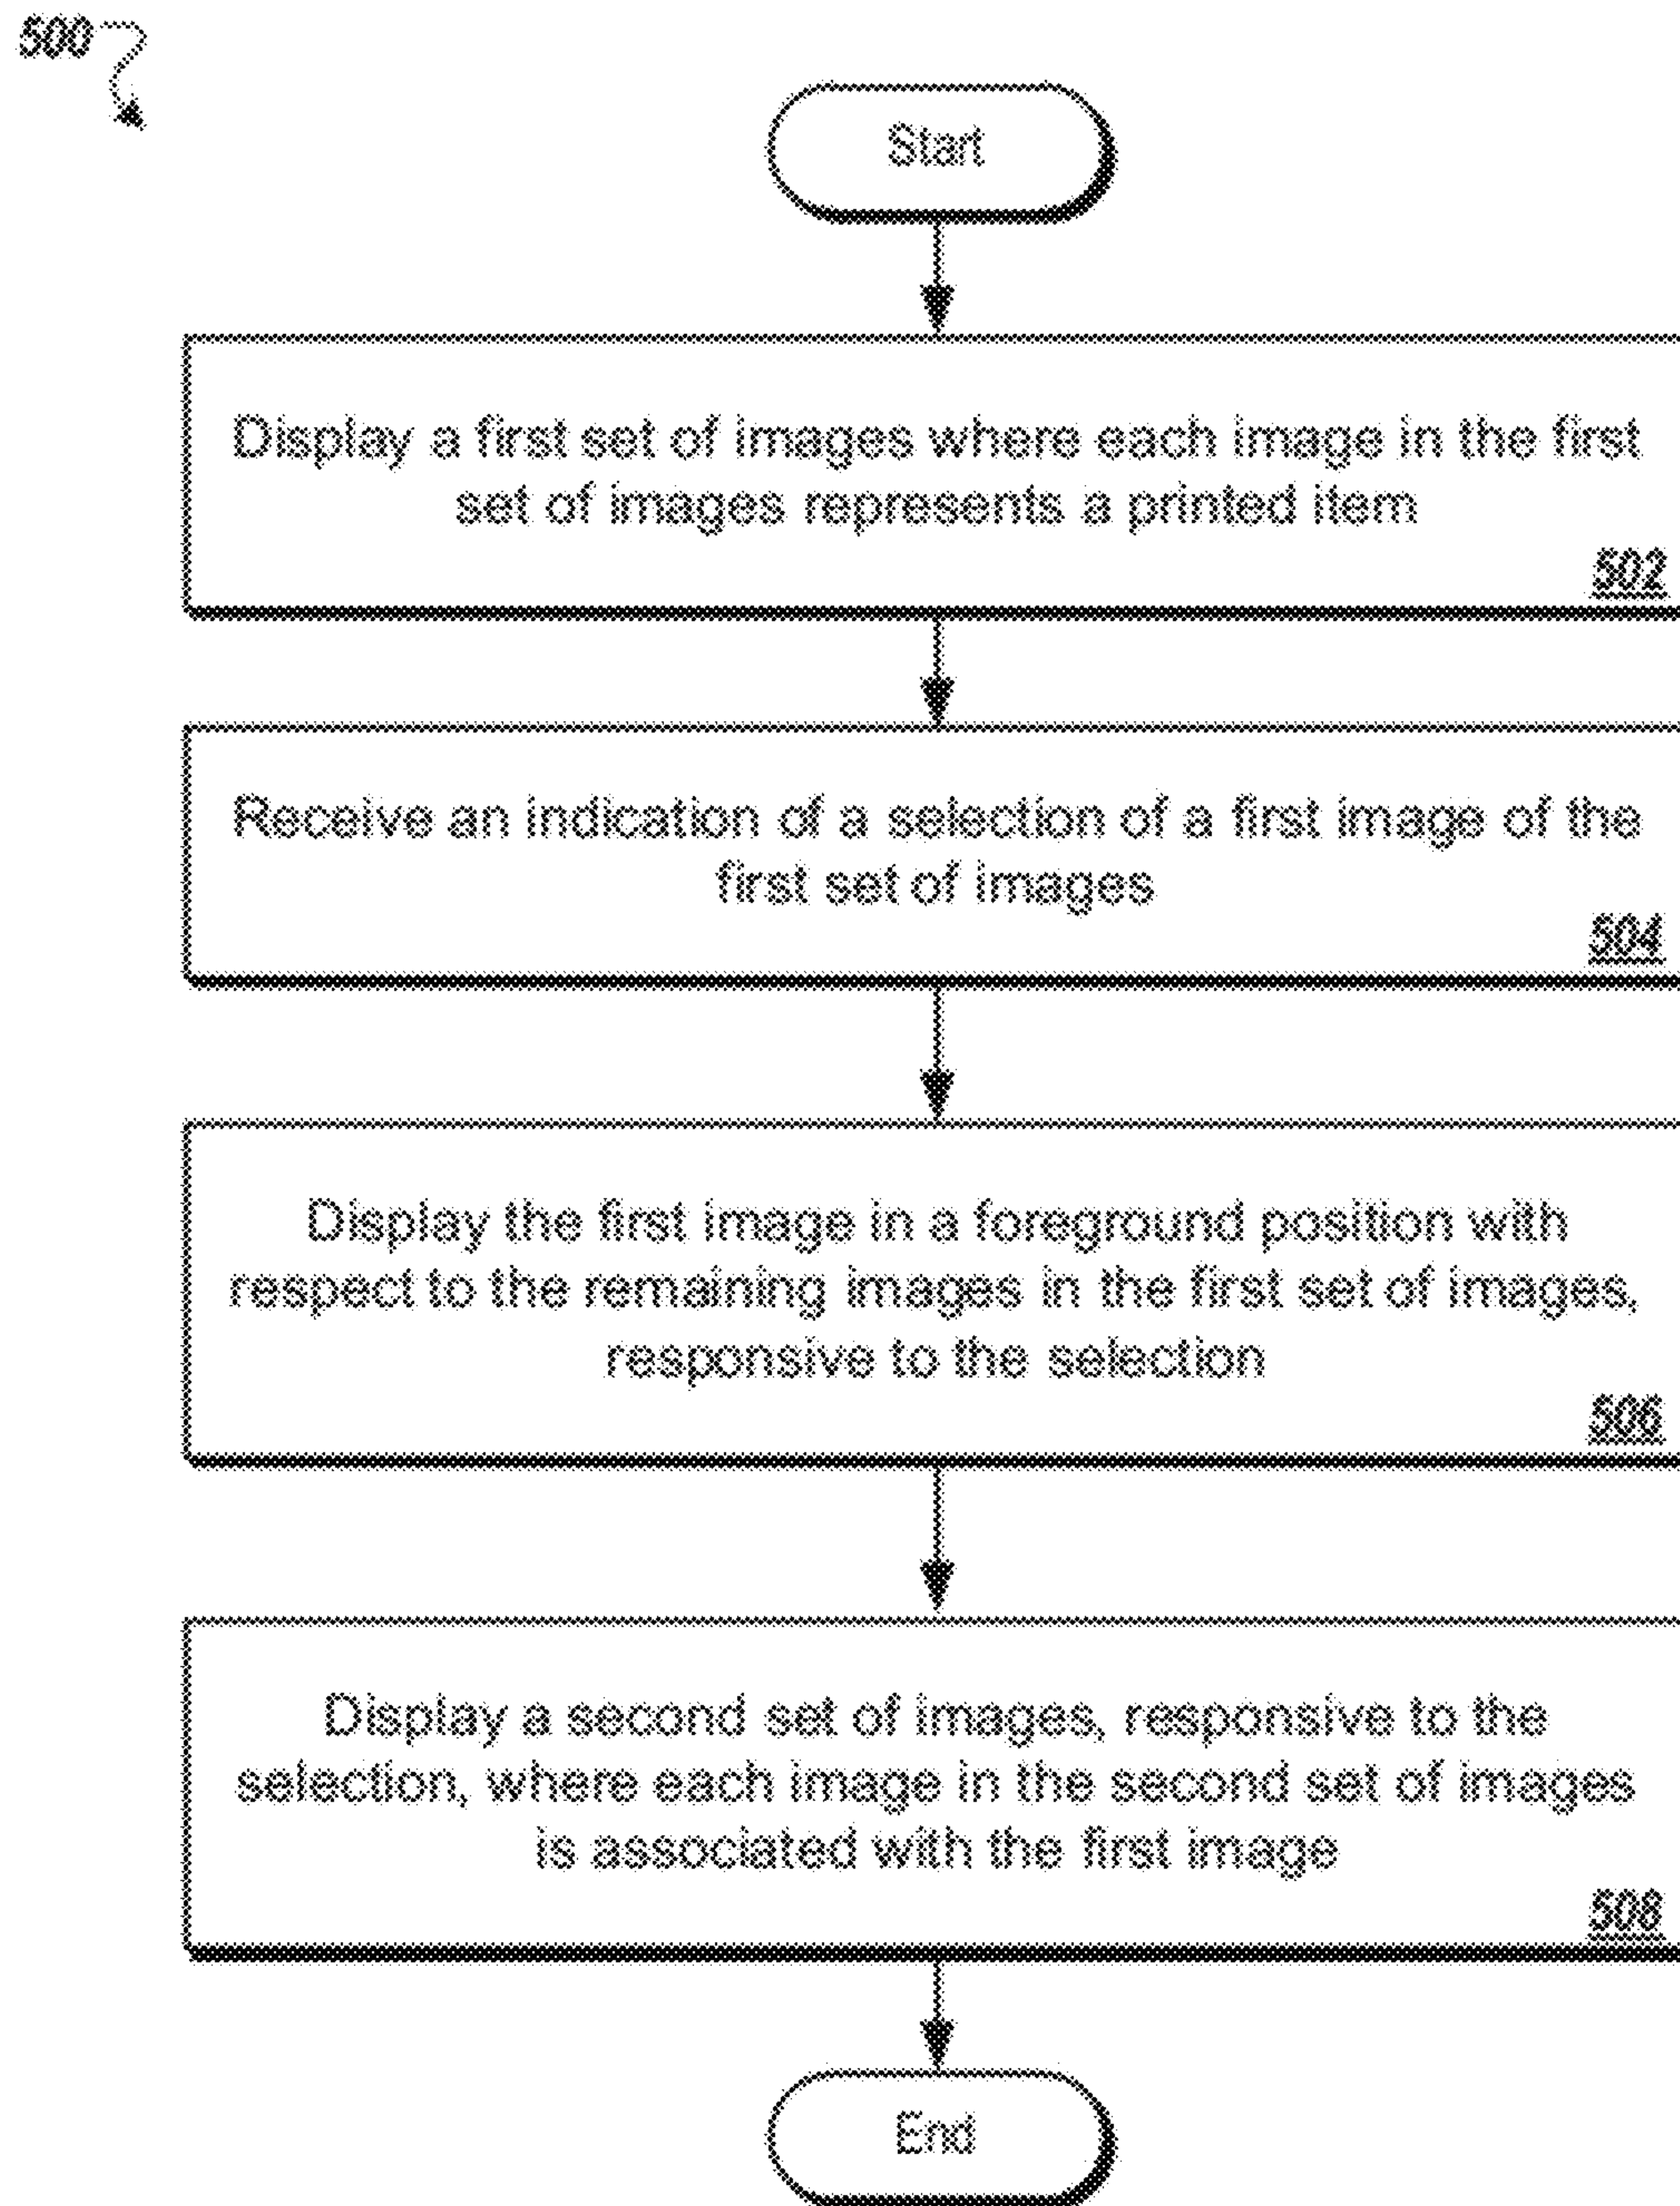 500
Start
Display a first set of images where each image in the first
set of images represents a printed item
502
Receive an indication of a selection of a first image of the
first set of images
504
Display the first image in a foreground position with
respect to the remaining images in the first set of images,
responsive to the selection
506
Display a second set of images, responsive to the
selection, where each image in the second set of images
is associated with the first image
508
End